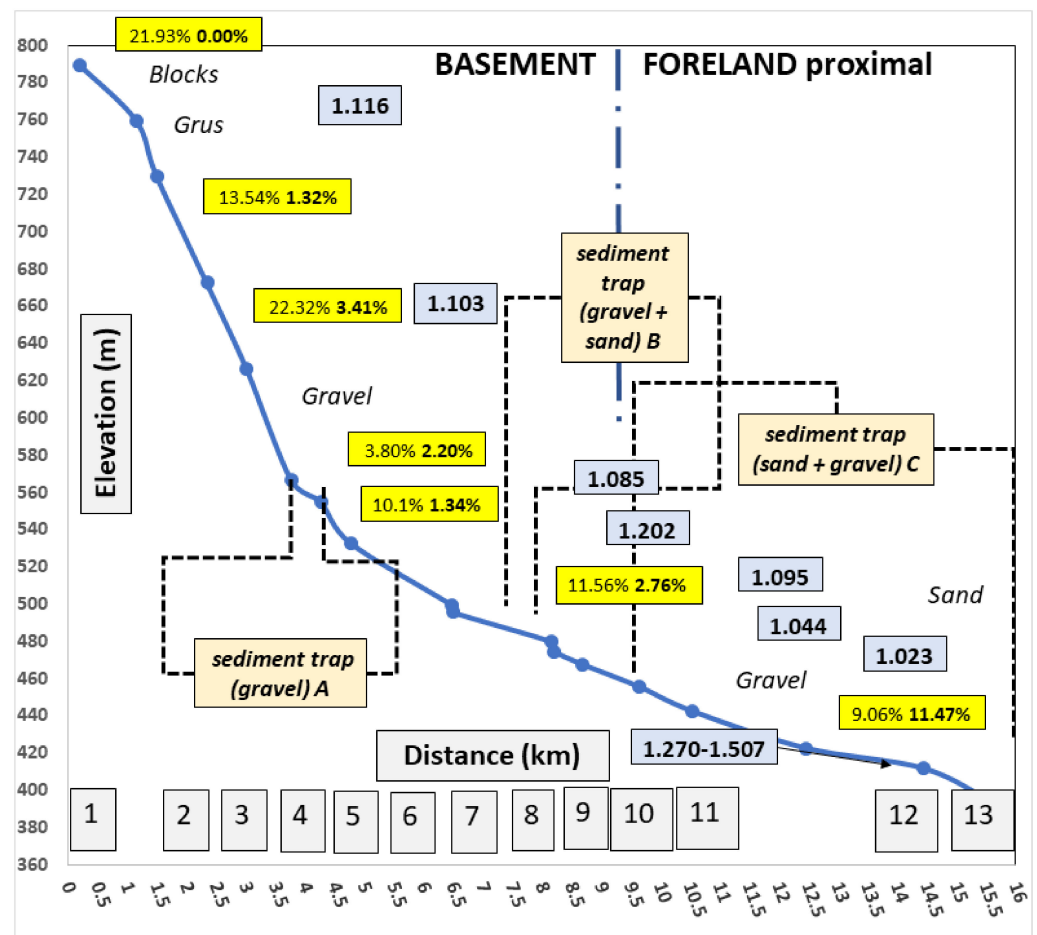 21.93% 0.00%
BASEMENT
FORELAND proximal
Blocks
1.116
Grus
13.54% 1.32%
sediment
trap
(gravel +
sand) B
22.32% 3.41%
1.103
Elevation (m)
Gravel
sediment trap
(sand + gravel) C
3.80% 2.20%
1.085
10.1% 1.34%
1.202
11.56% 2.76%
1.095
Sand
1.044
1.023
sediment trap
(gravel) A
Gravel
9.06% 11.47%
Distance (km)
1.270-1.507
1 2 3 4 5 6 7 8 9 10 11 12 13
800
780
760
740
720
700
680
660
640
620
600
580
560
540
520
500
480
460
440
420
400
380
360
0 0.5 1 1.5 2 2.5 3 3.5 4 4.5 5 5.5 6 6.5 7 7.5 8 8.5 9 9.5 10 10.5 11 11.5 12 12.5 13 13.5 14 14.5 15 15.5 16